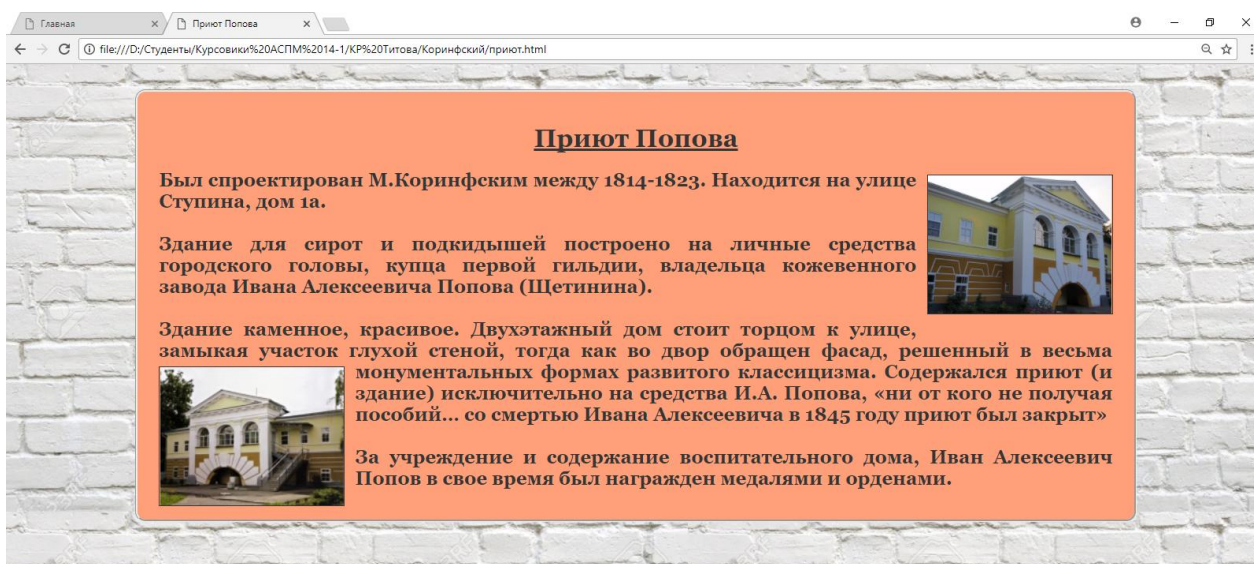 Главная
Приют Попова
file:///D:/Студенты/Курсовики%20АСПМ%2014-1/КР%20Титова/Коринфский/приют.html
Приют Попова
Был спроектирован М.Коринфским между 1814-1823. Находится на улице
Ступина, дом 1а.
Здание для сирот и подкидышей построено на личные средства
городского головы, купца первой гильдии, владельца кожевенного
завода Ивана Алексеевича Попова (Щетинина).
Здание каменное, красивое. Двухэтажный дом стоит торцом к улице,
замыкая участок глухой стеной, тогда как во двор обращен фасад, решенный в весьма
монументальных формах развитого классицизма. Содержался приют (и
здание) исключительно на средства И.А. Попова, «ни от кого не получая
пособий... со смертью Ивана Алексеевича в 1845 году приют был закрыт»
За учреждение и содержание воспитательного дома, Иван Алексеевич
Попов в свое время был награжден медалями и орденами.